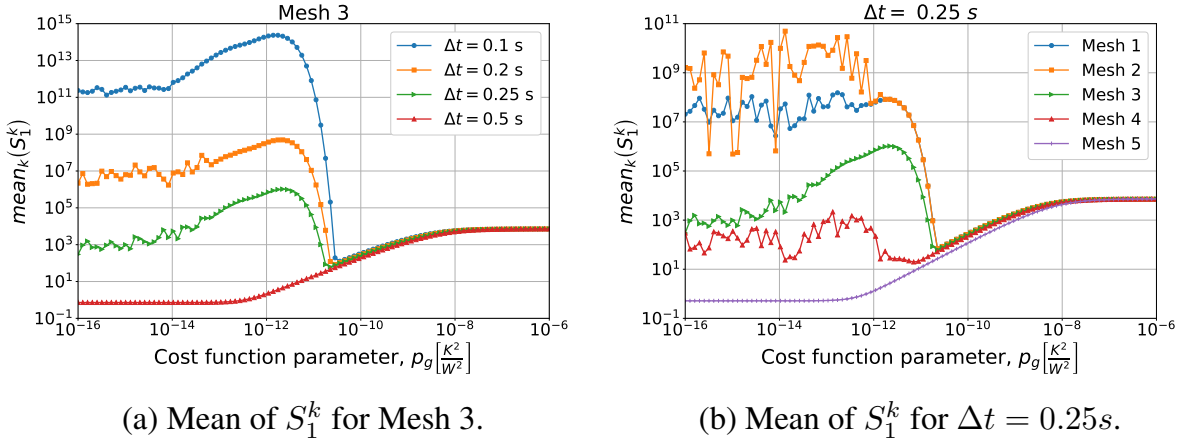 Mesh 3
mean_k(S_1^k)
10^15
10^13
10^11
10^9
10^7
10^5
10^3
10^1
10^−1
10^−16
10^−14
10^−12
10^−10
10^−8
10^−6
Δt = 0.1 s
Δt = 0.2 s
Δt = 0.25 s
Δt = 0.5 s
Cost function parameter, p_g [K^2/W^2]
(a) Mean of S_1^k for Mesh 3.
Δt = 0.25 s
mean_k(S_1^k)
10^11
10^9
10^7
10^5
10^3
10^1
10^−1
10^−16
10^−14
10^−12
10^−10
10^−8
10^−6
Mesh 1
Mesh 2
Mesh 3
Mesh 4
Mesh 5
Cost function parameter, p_g [K^2/W^2]
(b) Mean of S_1^k for Δt = 0.25s.